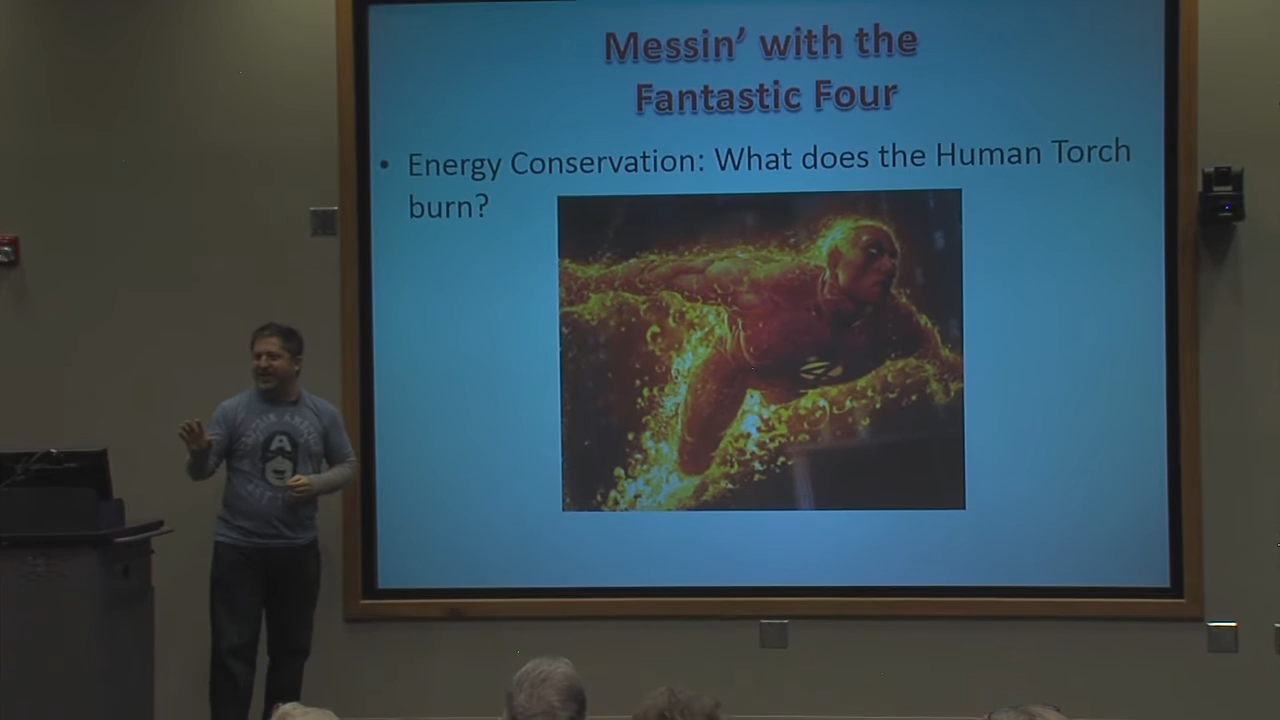 Messin' with the
Fantastic Four
• Energy Conservation: What does the Human Torch
burn?
A